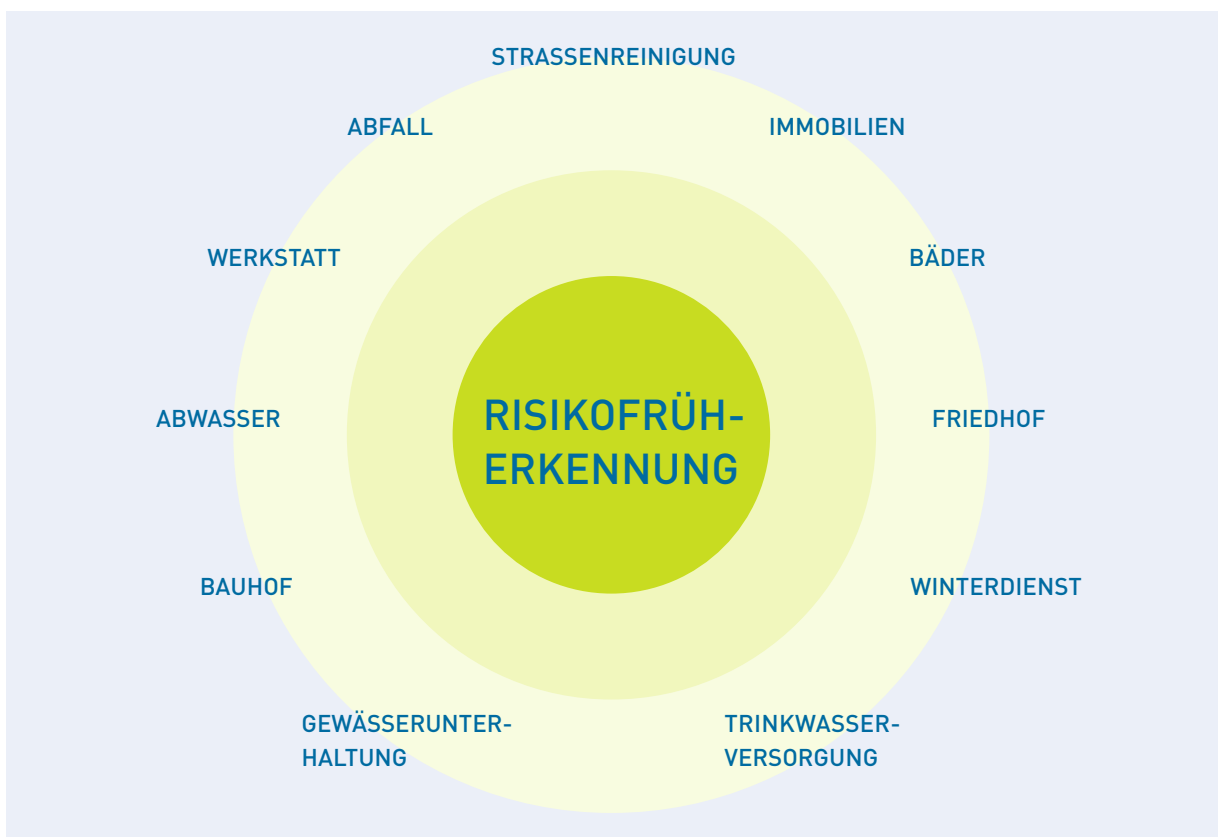 STRASSENREINIGUNG
ABFALL
IMMOBILIEN
WERKSTATT
BÄDER
RISIKOFRÜH-
ERKENNUNG
ABWASSER
FRIEDHOF
BAUHOF
WINTERDIENST
GEWÄSSERUNTER-
HALTUNG
TRINKWASSER-
VERSORGUNG